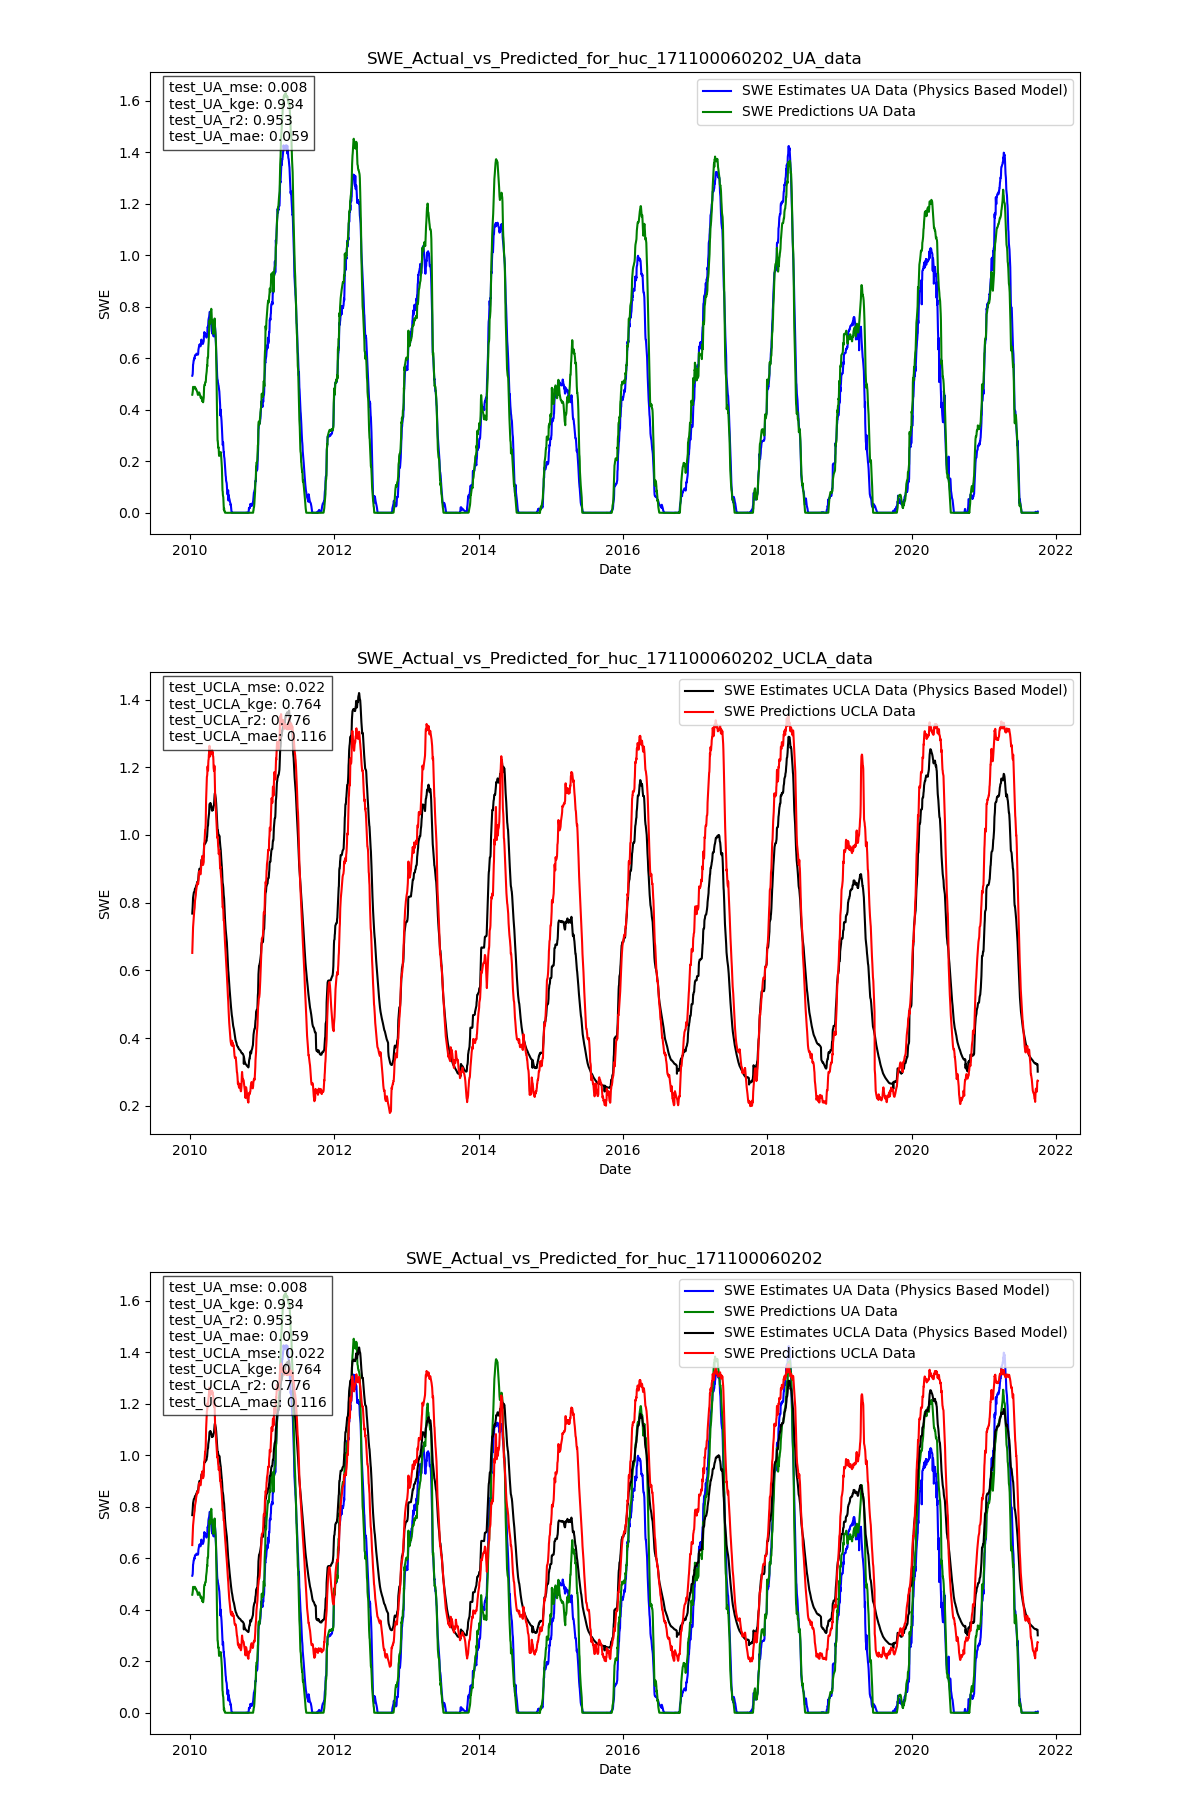 SWE_Actual_vs_Predicted_for_huc_171100060202_UA_data
test_UA_mse: 0.008
test_UA_kge: 0.934
test_UA_r2: 0.953
test_UA_mae: 0.059
SWE Estimates UA Data (Physics Based Model)
SWE Predictions UA Data
1.6
1.4
1.2
1.0
0.8
0.6
0.4
0.2
0.0
SWE
2010 2012 2014 2016 2018 2020 2022
Date
SWE_Actual_vs_Predicted_for_huc_171100060202_UCLA_data
test_UCLA_mse: 0.022
test_UCLA_kge: 0.764
test_UCLA_r2: 0.776
test_UCLA_mae: 0.116
SWE Estimates UCLA Data (Physics Based Model)
SWE Predictions UCLA Data
1.4
1.2
1.0
0.8
0.6
0.4
0.2
SWE
2010 2012 2014 2016 2018 2020 2022
Date
SWE_Actual_vs_Predicted_for_huc_171100060202
test_UA_mse: 0.008
test_UA_kge: 0.934
test_UA_r2: 0.953
test_UA_mae: 0.059
test_UCLA_mse: 0.022
test_UCLA_kge: 0.764
test_UCLA_r2: 0.776
test_UCLA_mae: 0.116
SWE Estimates UA Data (Physics Based Model)
SWE Predictions UA Data
SWE Estimates UCLA Data (Physics Based Model)
SWE Predictions UCLA Data
1.6
1.4
1.2
1.0
0.8
0.6
0.4
0.2
0.0
SWE
2010 2012 2014 2016 2018 2020 2022
Date